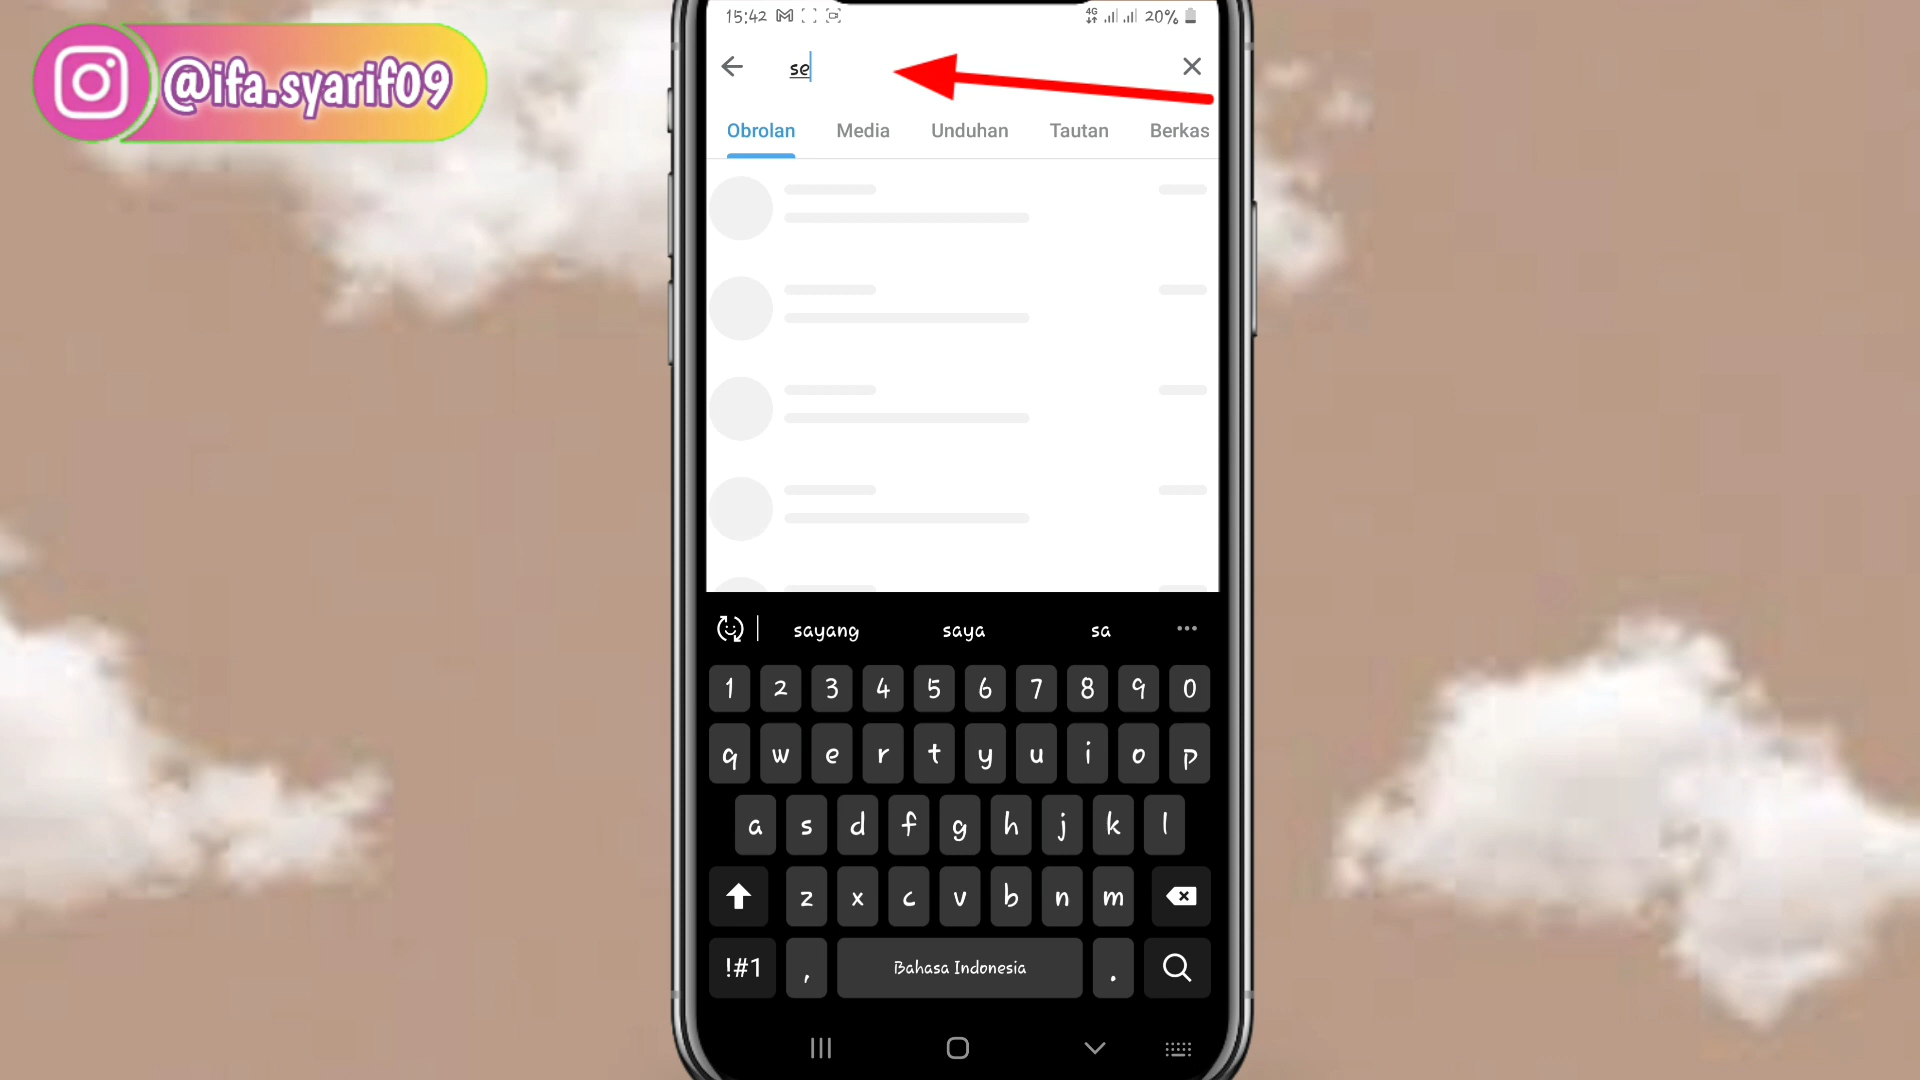 @ifa.syarif09
15:42 20%
4G
se
Obrolan Media Unduhan Tautan Berkas
sayang saya sa
1 2 3 4 5 6 7 8 9 0
q w e r t y u i o p
a s d f g h j k l
z x c v b n m
!#1 , Bahasa Indonesia .